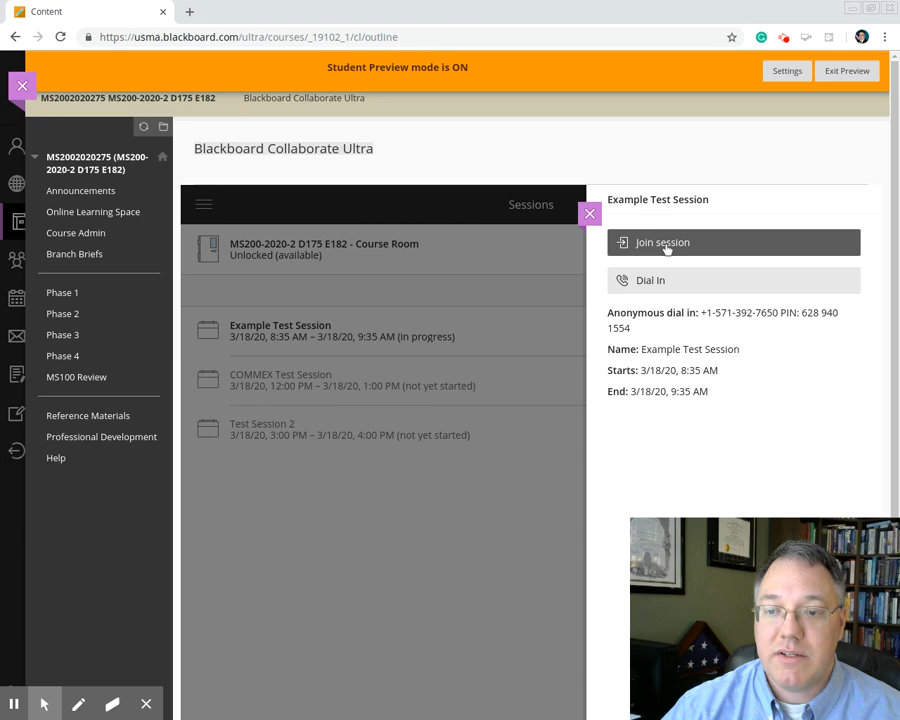 Content
https://usma.blackboard.com/ultra/courses/_19102_1/cl/outline
Student Preview mode is ON
Settings
Exit Preview
MS2002020275 MS200-2020-2 D175 E182
Blackboard Collaborate Ultra
MS2002020275 (MS200-
2020-2 D175 E182)
Announcements
Online Learning Space
Course Admin
Branch Briefs
Phase 1
Phase 2
Phase 3
Phase 4
MS100 Review
Reference Materials
Professional Development
Help
Blackboard Collaborate Ultra
Sessions
MS200-2020-2 D175 E182 - Course Room
Unlocked (available)
Example Test Session
3/18/20, 8:35 AM – 3/18/20, 9:35 AM (in progress)
COMMEX Test Session
3/18/20, 12:00 PM – 3/18/20, 1:00 PM (not yet started)
Test Session 2
3/18/20, 3:00 PM – 3/18/20, 4:00 PM (not yet started)
Example Test Session
Join session
Dial In
Anonymous dial in: +1-571-392-7650 PIN: 628 940
1554
Name: Example Test Session
Starts: 3/18/20, 8:35 AM
End: 3/18/20, 9:35 AM